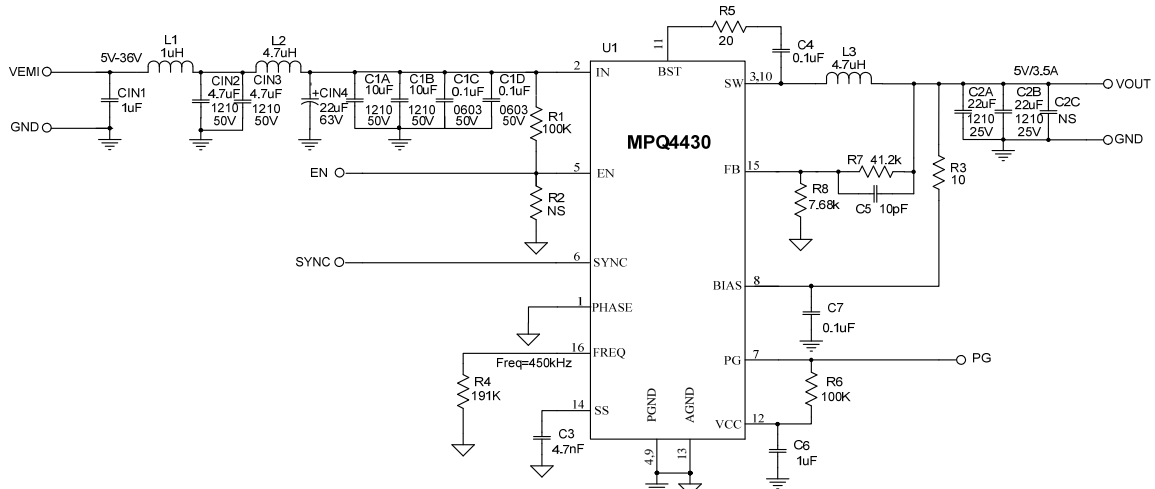 R5
20
C4
0.1uF
L1
1uH
5V-36V
L2
4.7uH
U1
11
BST
L3
4.7uH
VEMI
2
IN
SW
3,10
5V/3.5A
VOUT
CIN1
1uF
CIN2
4.7uF
1210
50V
CIN3
4.7uF
1210
50V
+CIN4
22uF
63V
C1A
10uF
1210
50V
C1B
10uF
1210
50V
C1C
0.1uF
0603
50V
C1D
0.1uF
0603
50V
R1
100K
C2A
22uF
1210
25V
C2B
22uF
1210
25V
C2C
NS
GND
GND
MPQ4430
EN
5
EN
FB
15
R7 41.2k
C5 10pF
R8
7.68k
R3
10
R2
NS
SYNC
6
SYNC
BIAS
8
1
PHASE
C7
0.1uF
16
FREQ
Freq=450kHz
PG
7
PG
R4
191K
R6
100K
14
SS
C3
4.7nF
PGND
AGND
VCC
12
C6
1uF
4,9
13